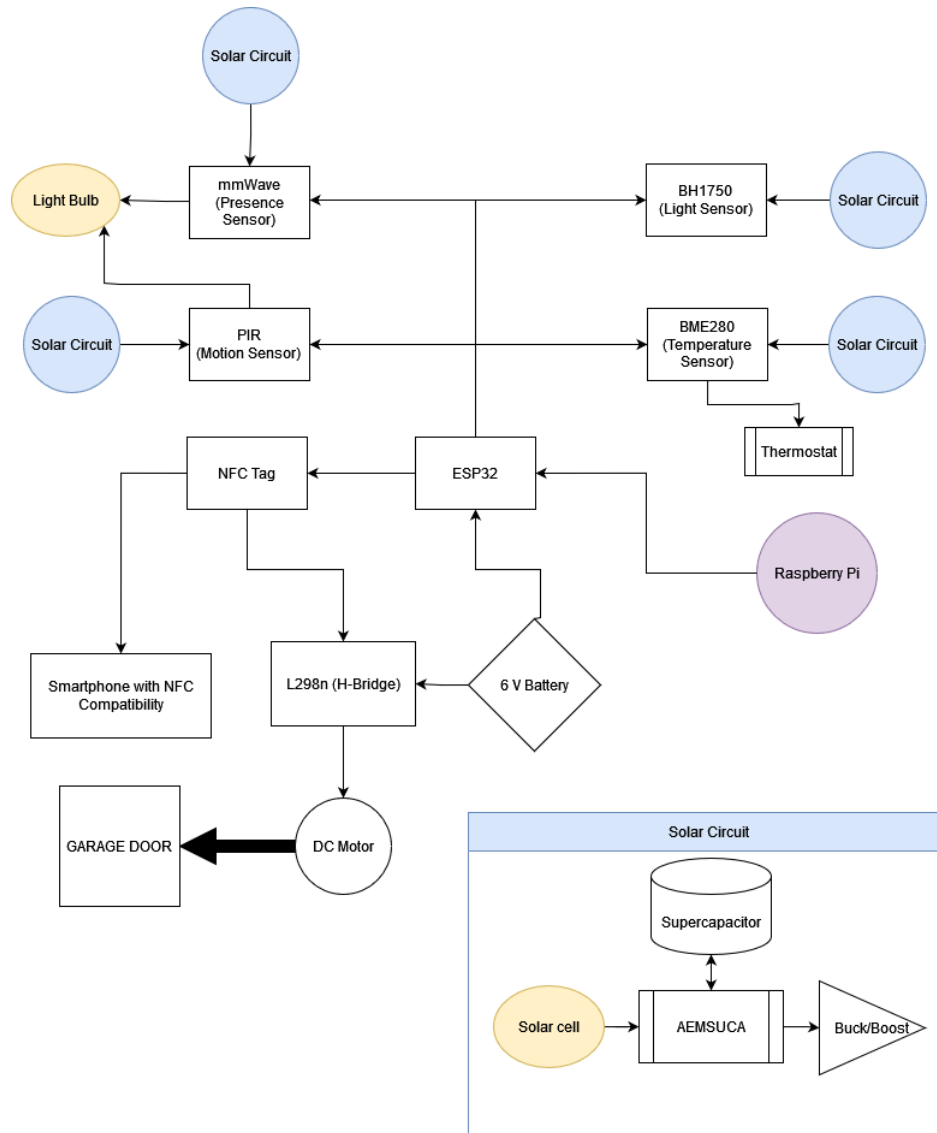 Solar Circuit
mmWave
(Presence
Sensor)
BH1750
(Light Sensor)
Solar Circuit
Light Bulb
Solar Circuit
PIR
(Motion Sensor)
BME280
(Temperature
Sensor)
Solar Circuit
Thermostat
NFC Tag
ESP32
Raspberry Pi
Smartphone with NFC
Compatibility
L298n (H-Bridge)
6 V Battery
GARAGE DOOR
DC Motor
Solar Circuit
Supercapacitor
Solar cell
AEMSUCA
Buck/Boost